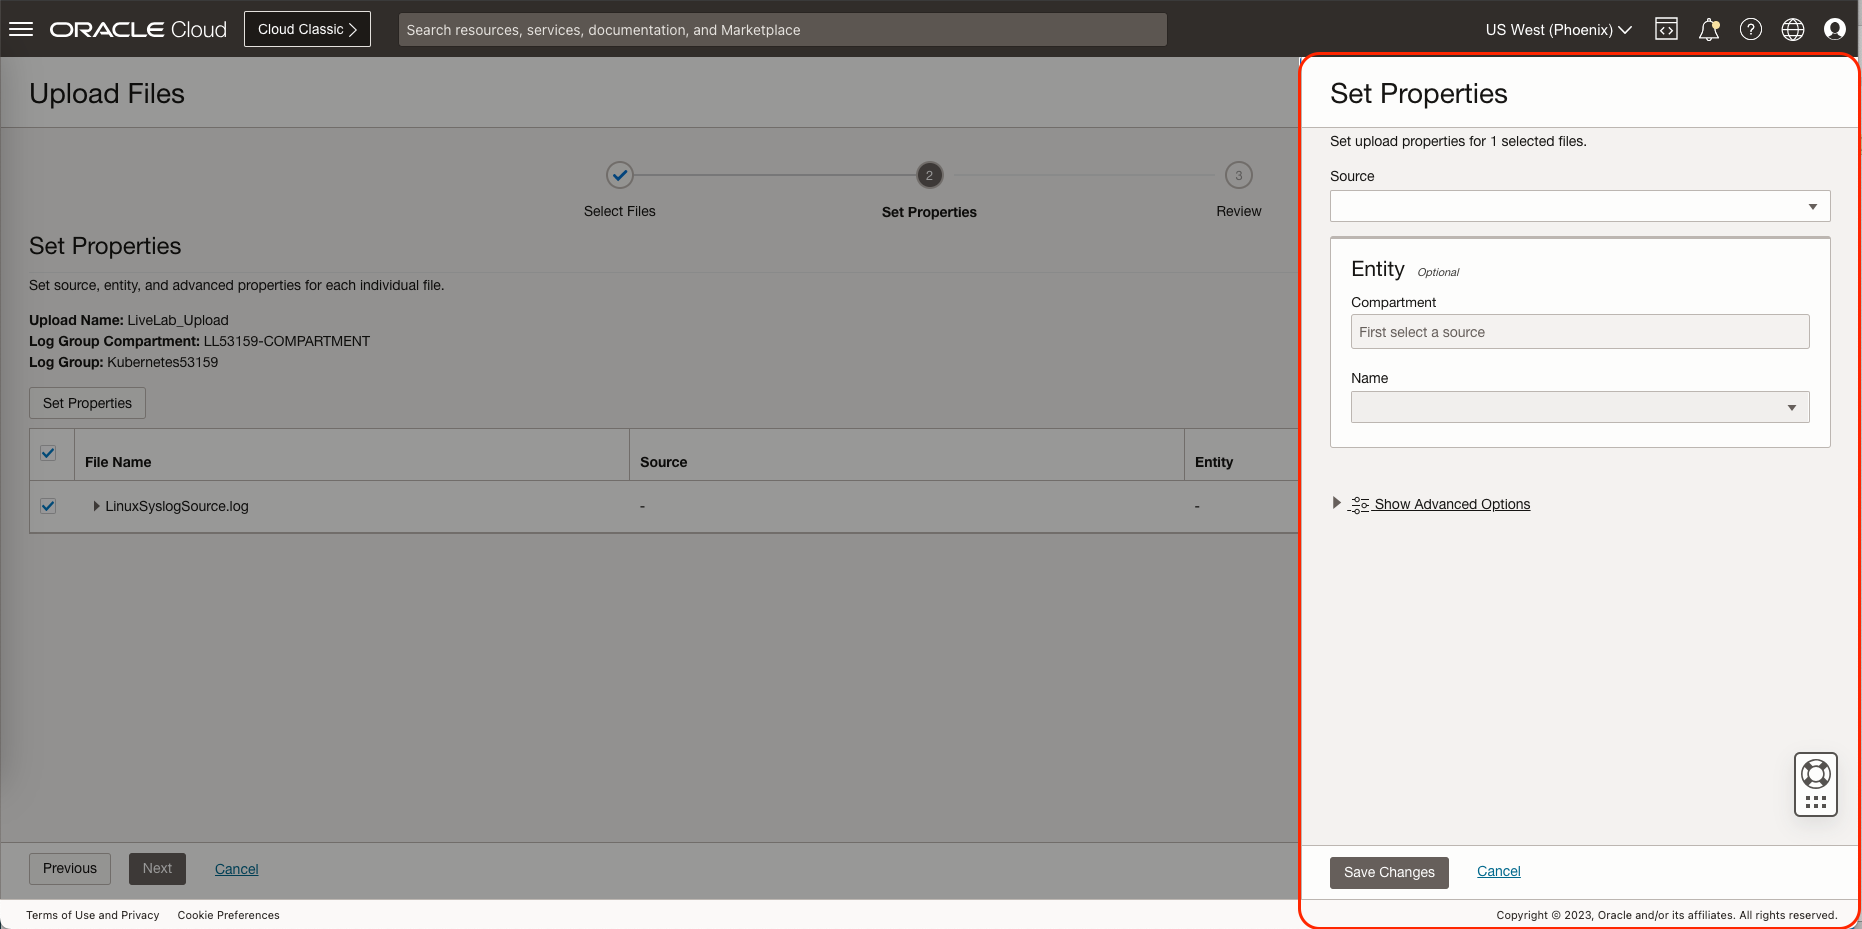 ORACLE Cloud
Cloud Classic
Search resources, services, documentation, and Marketplace
US West (Phoenix)
Upload Files
Select Files
2
Set Properties
3
Review
Set Properties
Set source, entity, and advanced properties for each individual file.
Upload Name: LiveLab_Upload
Log Group Compartment: LL53159-COMPARTMENT
Log Group: Kubernetes53159
Set Properties
File Name
Source
Entity
LinuxSyslogSource.log
-
-
Previous
Next
Cancel
Set Properties
Set upload properties for 1 selected files.
Source
Entity Optional
Compartment
First select a source
Name
Show Advanced Options
Save Changes
Cancel
Terms of Use and Privacy
Cookie Preferences
Copyright © 2023, Oracle and/or its affiliates. All rights reserved.